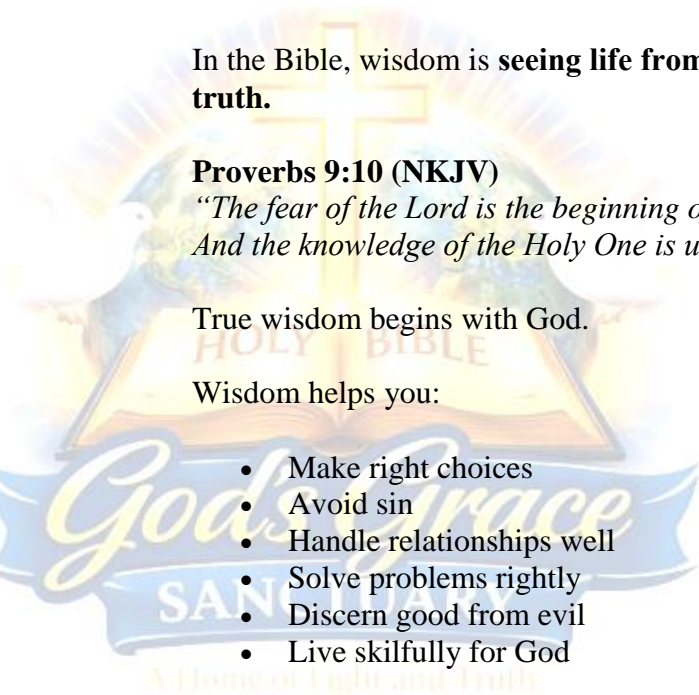 In the Bible, wisdom is seeing life from
truth.
Proverbs 9:10 (NKJV)
“The fear of the Lord is the beginning
And the knowledge of the Holy One is
True wisdom begins with God.
HOLY BIBLE
Wisdom helps you:
• Make right choices
• Avoid sin
• Handle relationships well
• Solve problems rightly
• Discern good from evil
• Live skilfully for God
God's Grace
SANCTUARY
A Home of Light and Truth